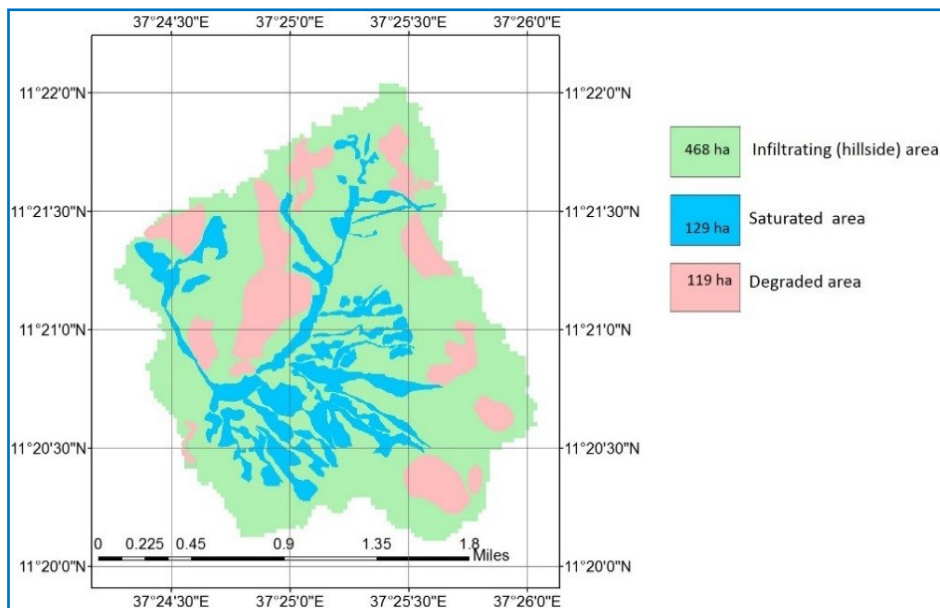 37°24'30"E 37°25'0"E 37°25'30"E 37°26'0"E
11°22'0"N 11°22'0"N
468 ha Infiltrating (hillside) area
11°21'30"N 11°21'30"N
129 ha Saturated area
119 ha Degraded area
11°21'0"N 11°21'0"N
11°20'30"N 11°20'30"N
0 0.225 0.45 0.9 1.35 1.8
Miles
11°20'0"N 11°20'0"N
37°24'30"E 37°25'0"E 37°25'30"E 37°26'0"E